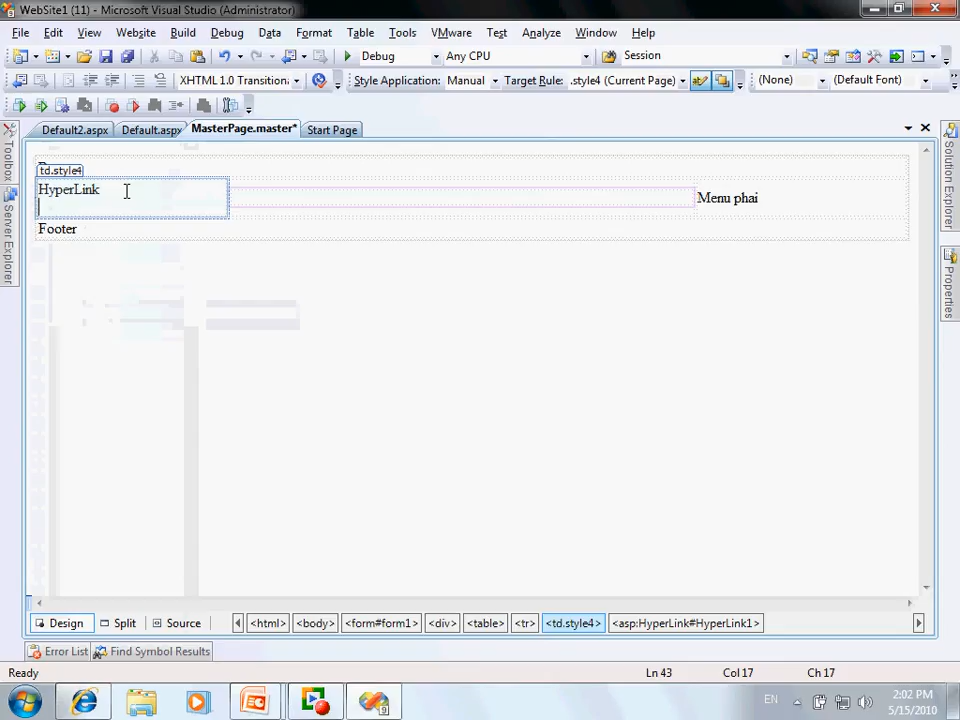 WebSite1 (11) - Microsoft Visual Studio (Administrator)
File Edit View Website Build Debug Data Format Table Tools VMware Test Analyze Window Help
Debug Any CPU Session
XHTML 1.0 Transition Style Application: Manual Target Rule: .style4 (Current Page) (None) (Default Font)
Default2.aspx Default.aspx MasterPage.master* Start Page
Toolbox
Server Explorer
td.style4
HyperLink
Menu phai
Footer
Solution Explorer
Properties
Design Split Source <html> <body> <form#form1> <div> <table> <tr> <td.style4> <asp:HyperLink#HyperLink1>
Error List Find Symbol Results
Ready Ln 43 Col 17 Ch 17
EN 2:02 PM
5/15/2010